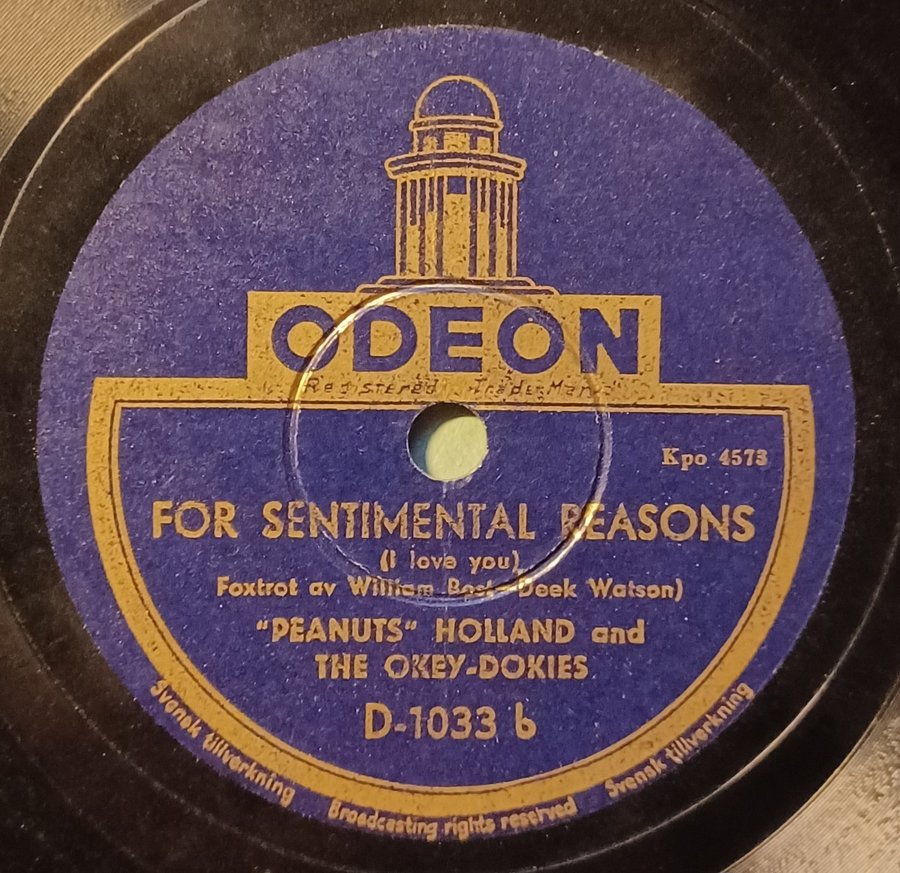 ODEON
Registered Trade Mark
Kpo 4573
FOR SENTIMENTAL REASONS
(I love you)
Foxtrot av William Best - Deek Watson)
"PEANUTS" HOLLAND and
THE OKEY-DOKIES
D-1033 b
Svensk tillverkning
Broadcasting rights reserved
Svensk tillverkning